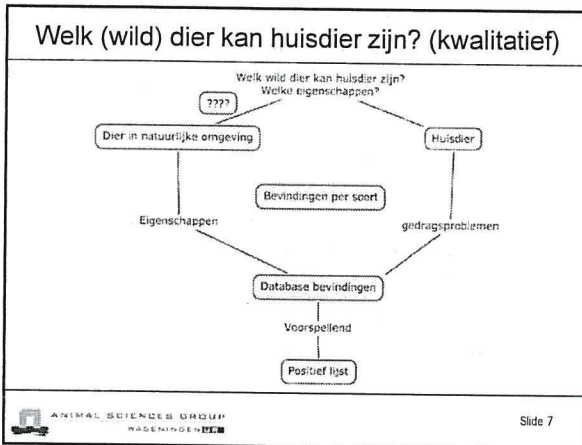 Welk (wild) dier kan huisdier zijn? (kwalitatief)
Welk wild dier kan huisdier zijn?
Welke eigenschappen?
????
Dier in natuurlijke omgeving
Huisdier
Bevindingen per soort
Eigenschappen
gedragsproblemen
Database bevindingen
Voorspellend
Positief lijst
ANIMAL SCIENCES GROUP
WAGENINGEN UR
Slide 7